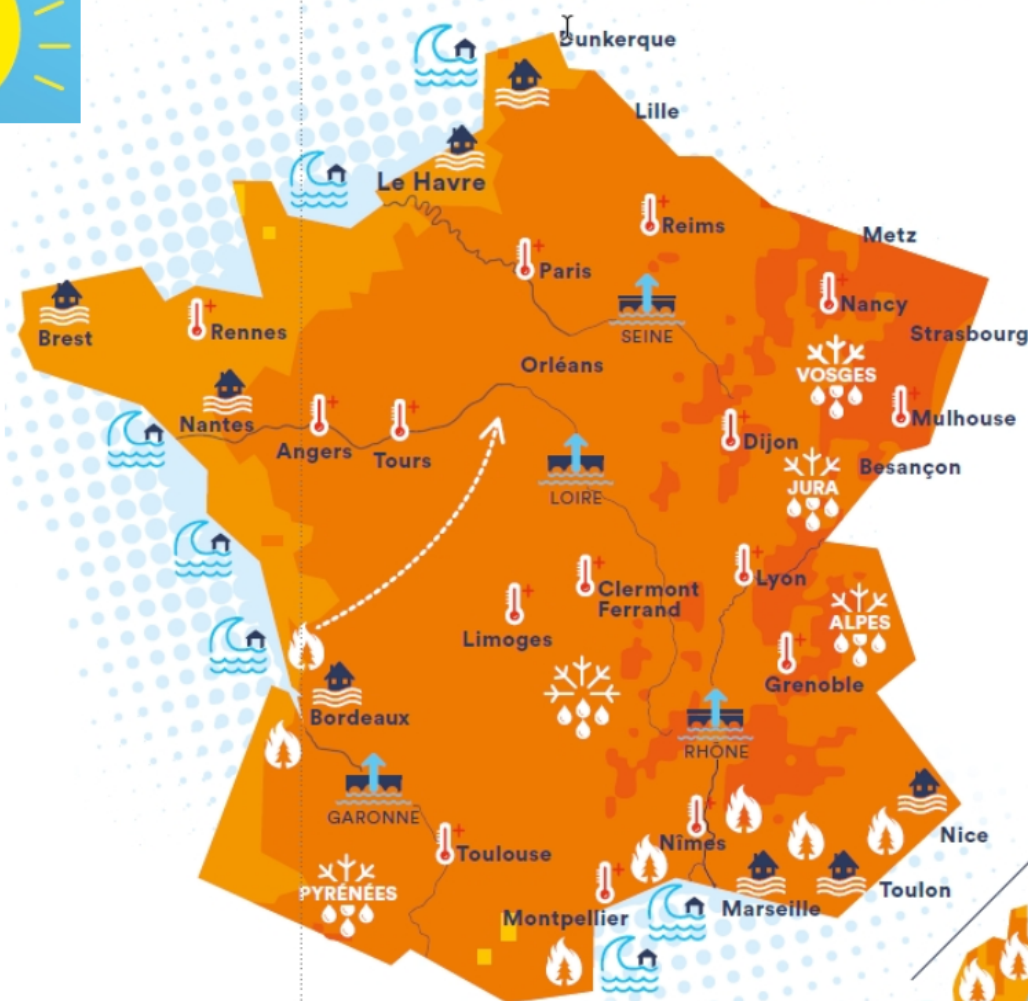 Dunkerque
Lille
Le Havre
Reims
Metz
Paris
Nancy
Brest
Rennes
SEINE
Strasbourg
Orléans
VOSGES
Nantes
Mulhouse
Angers
Tours
Dijon
Besançon
LOIRE
JURA
Lyon
Clermont
Ferrand
Limoges
ALPES
Grenoble
Bordeaux
RHÔNE
GARONNE
Nîmes
Nice
Toulouse
PYRÉNÉES
Toulon
Montpellier
Marseille